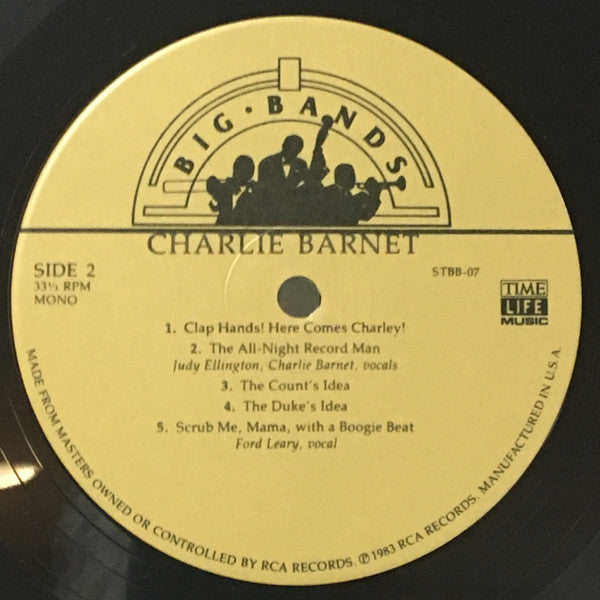 BIG · BANDS
CHARLIE BARNET
SIDE 2
33⅓ RPM
MONO
STBB-07
TIME
LIFE
MUSIC
1. Clap Hands! Here Comes Charley!
2. The All-Night Record Man
Judy Ellington, Charlie Barnet, vocals
3. The Count's Idea
4. The Duke's Idea
5. Scrub Me, Mama, with a Boogie Beat
Ford Leary, vocal
MADE FROM MASTERS OWNED OR CONTROLLED BY RCA RECORDS. ℗ 1983 RCA RECORDS. MANUFACTURED IN U.S.A.